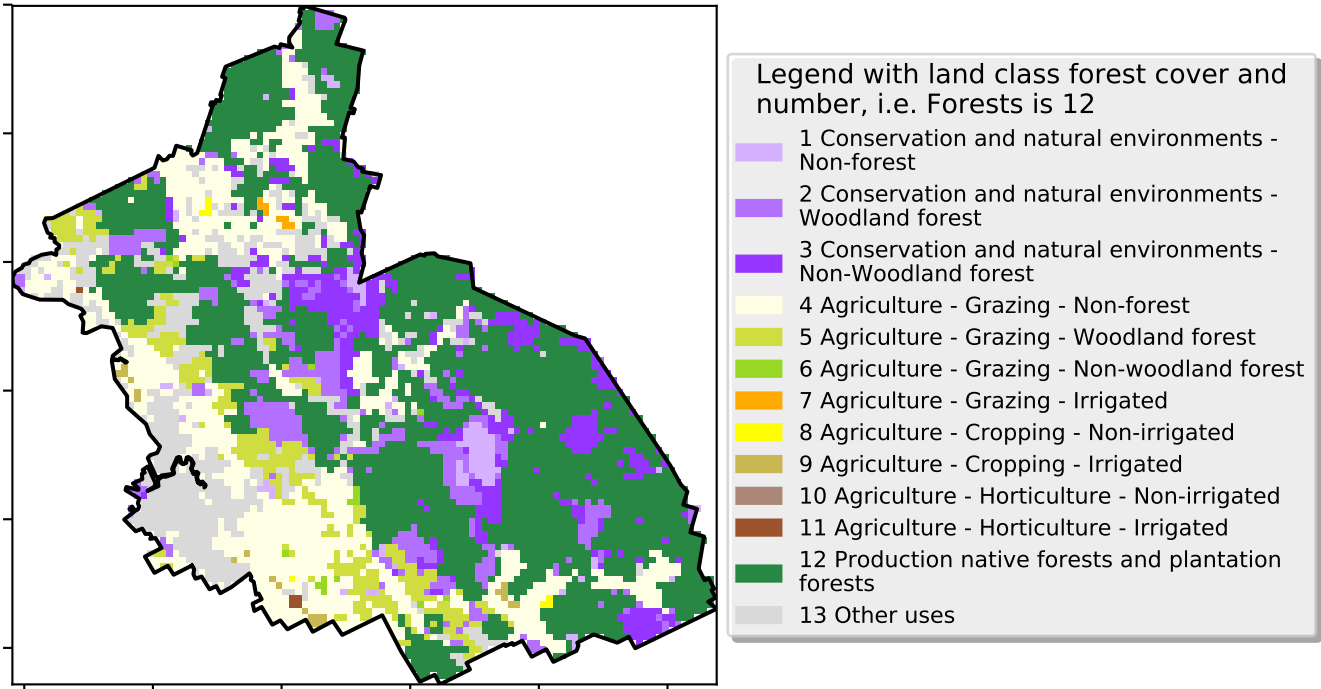 Legend with land class forest cover and
number, i.e. Forests is 12
1 Conservation and natural environments -
Non-forest
2 Conservation and natural environments -
Woodland forest
3 Conservation and natural environments -
Non-Woodland forest
4 Agriculture - Grazing - Non-forest
5 Agriculture - Grazing - Woodland forest
6 Agriculture - Grazing - Non-woodland forest
7 Agriculture - Grazing - Irrigated
8 Agriculture - Cropping - Non-irrigated
9 Agriculture - Cropping - Irrigated
10 Agriculture - Horticulture - Non-irrigated
11 Agriculture - Horticulture - Irrigated
12 Production native forests and plantation
forests
13 Other uses